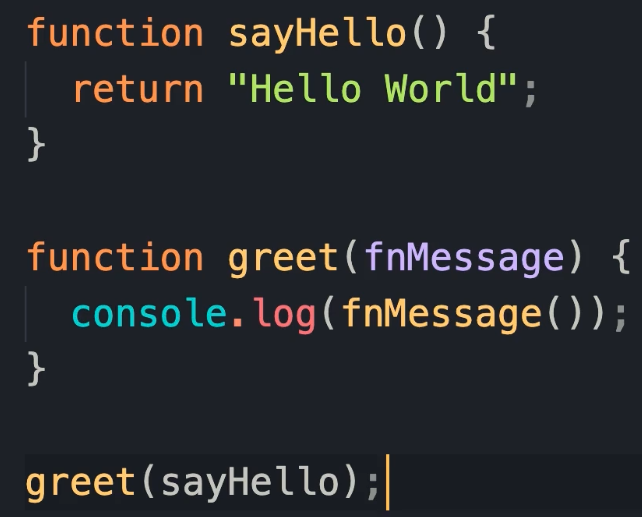 function sayHello() {
  return "Hello World";
}

function greet(fnMessage) {
  console.log(fnMessage());
}

greet(sayHello);